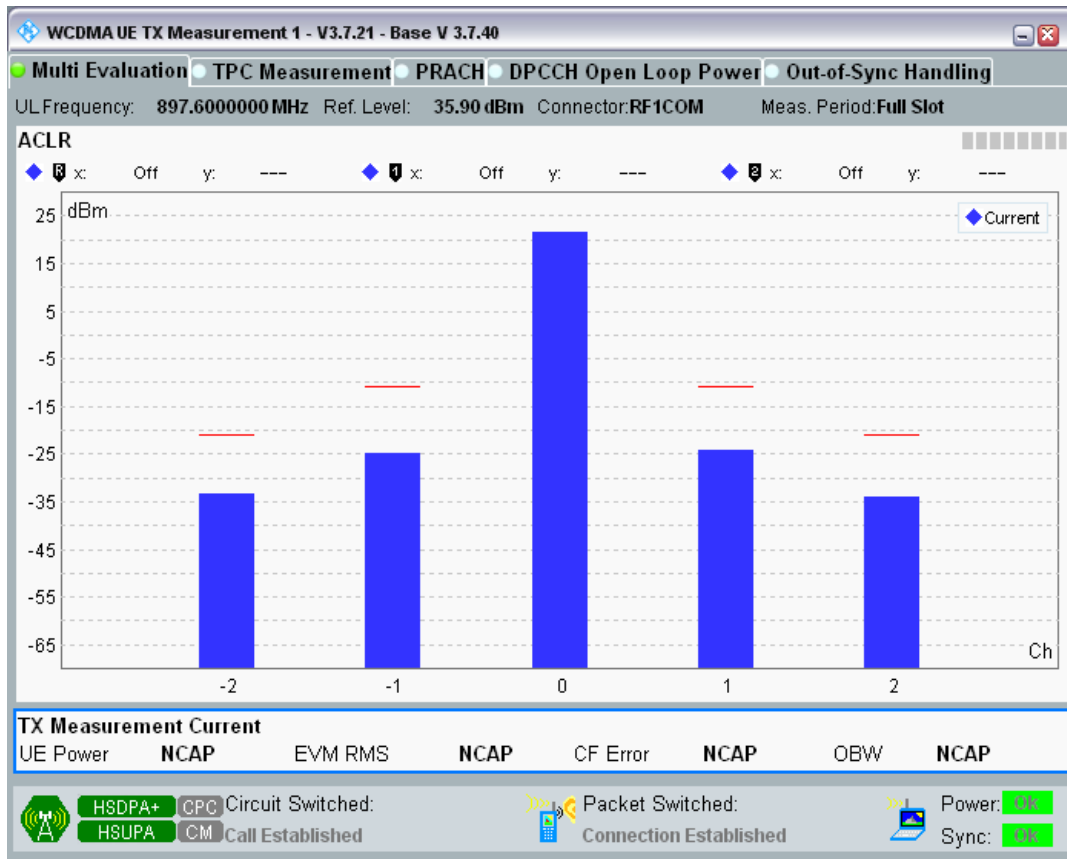 WCDMA UE TX Measurement 1 - V3.7.21 - Base V 3.7.40
Multi Evaluation TPC Measurement PRACH DPCCH Open Loop Power Out-of-Sync Handling
UL Frequency: 897.6000000 MHz Ref. Level: 35.90 dBm Connector:RF1COM Meas. Period:Full Slot
ACLR
R x: Off y: --- 1 x: Off y: --- 2 x: Off y: ---
dBm
Current
25
15
5
-5
-15
-25
-35
-45
-55
-65
Ch
-2 -1 0 1 2
TX Measurement Current
UE Power NCAP EVM RMS NCAP CF Error NCAP OBW NCAP
HSDPA+ CPC Circuit Switched: Packet Switched: Power: Ok
HSUPA CM Call Established Connection Established Sync: Ok